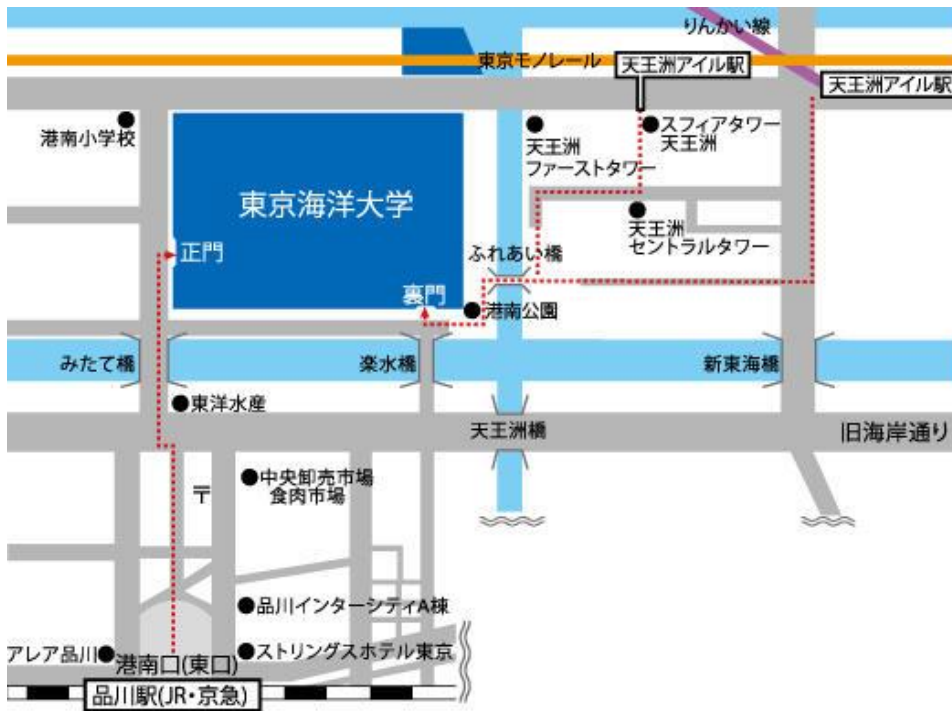 りんかい線
東京モノレール
天王洲アイル駅
天王洲アイル駅
港南小学校
天王洲
ファーストタワー
スフィアタワー
天王洲
東京海洋大学
天王洲
セントラルタワー
正門
ふれあい橋
裏門
港南公園
みたて橋
楽水橋
新東海橋
東洋水産
天王洲橋
旧海岸通り
中央卸売市場
食肉市場
〒
品川インターシティA棟
アレア品川
港南口(東口)
ストリングスホテル東京
品川駅(JR・京急)